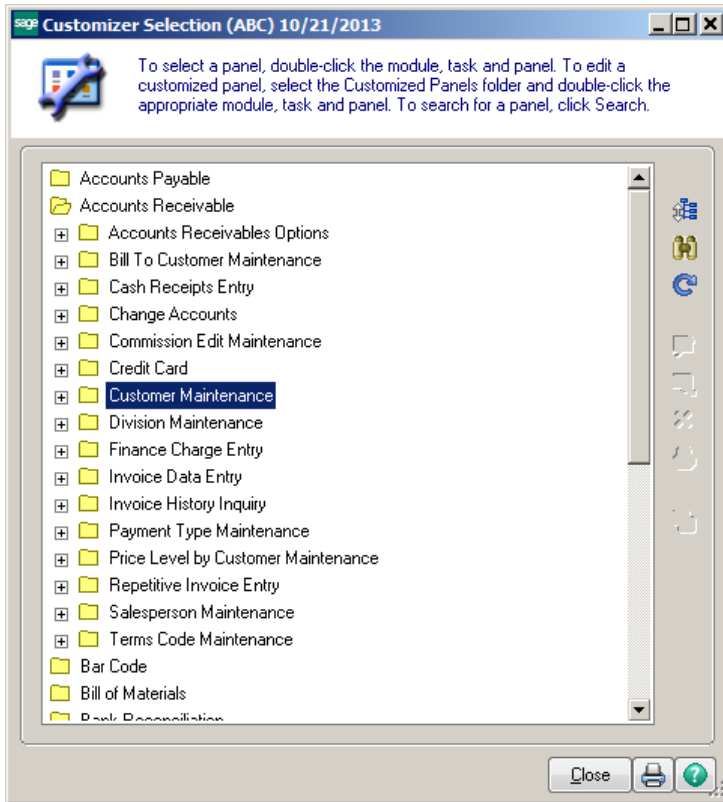 sage Customizer Selection (ABC) 10/21/2013
To select a panel, double-click the module, task and panel. To edit a
customized panel, select the Customized Panels folder and double-click the
appropriate module, task and panel. To search for a panel, click Search.
Accounts Payable
Accounts Receivable
Accounts Receivables Options
Bill To Customer Maintenance
Cash Receipts Entry
Change Accounts
Commission Edit Maintenance
Credit Card
Customer Maintenance
Division Maintenance
Finance Charge Entry
Invoice Data Entry
Invoice History Inquiry
Payment Type Maintenance
Price Level by Customer Maintenance
Repetitive Invoice Entry
Salesperson Maintenance
Terms Code Maintenance
Bar Code
Bill of Materials
Bank Reconciliation
Close